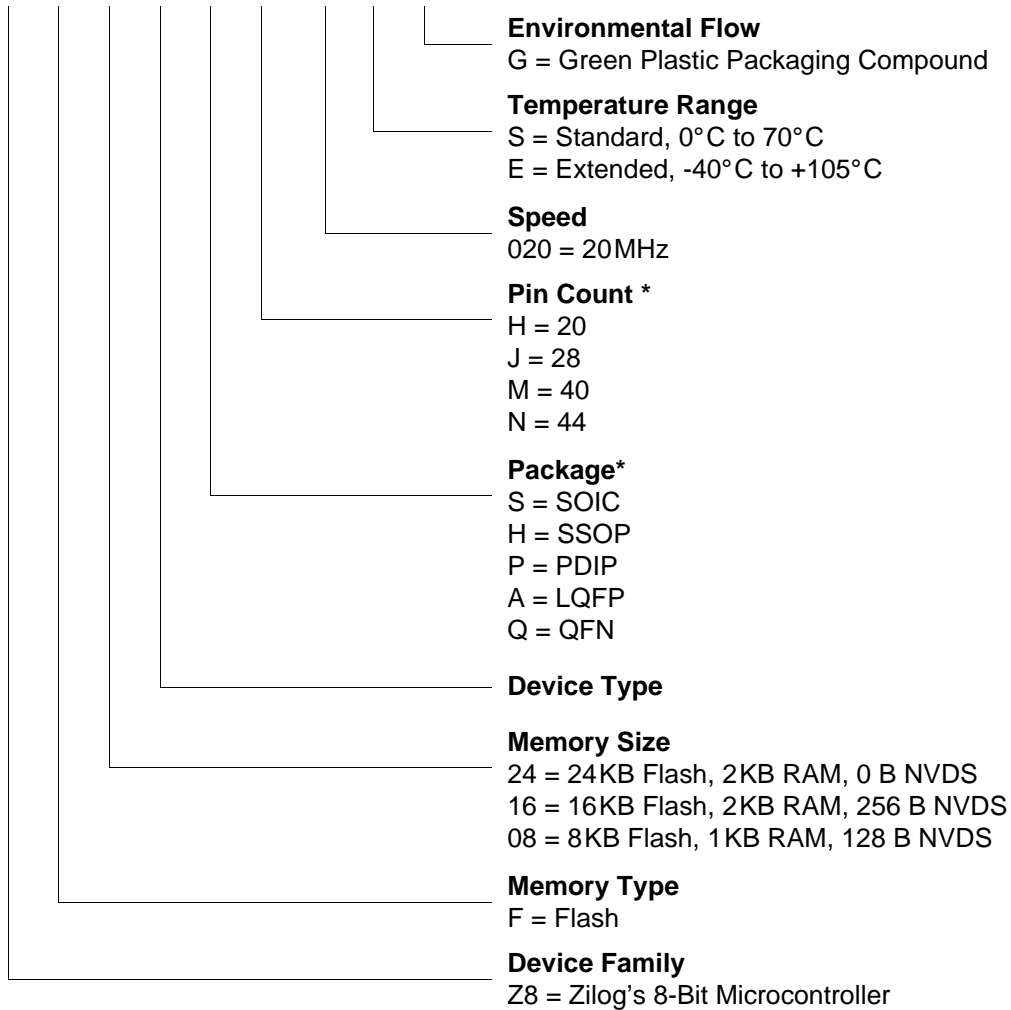 Environmental Flow
G = Green Plastic Packaging Compound
Temperature Range
S = Standard, 0°C to 70°C
E = Extended, -40°C to +105°C
Speed
020 = 20MHz
Pin Count *
H = 20
J = 28
M = 40
N = 44
Package*
S = SOIC
H = SSOP
P = PDIP
A = LQFP
Q = QFN
Device Type
Memory Size
24 = 24KB Flash, 2KB RAM, 0 B NVDS
16 = 16KB Flash, 2KB RAM, 256 B NVDS
08 = 8KB Flash, 1KB RAM, 128 B NVDS
Memory Type
F = Flash
Device Family
Z8 = Zilog's 8-Bit Microcontroller